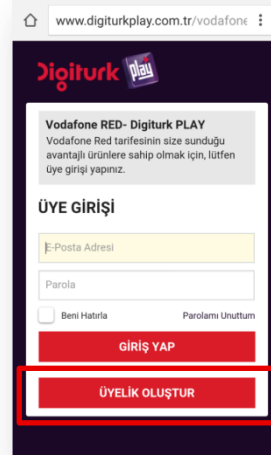 www.digiturkplay.com.tr/vodafone
Digiturk play
Vodafone RED- Digiturk PLAY
Vodafone Red tarifesinin size sunduğu
avantajlı ürünlere sahip olmak için, lütfen
üye girişi yapınız.
ÜYE GİRİŞİ
E-Posta Adresi
Parola
Beni Hatırla Parolamı Unuttum
GİRİŞ YAP
ÜYELİK OLUŞTUR